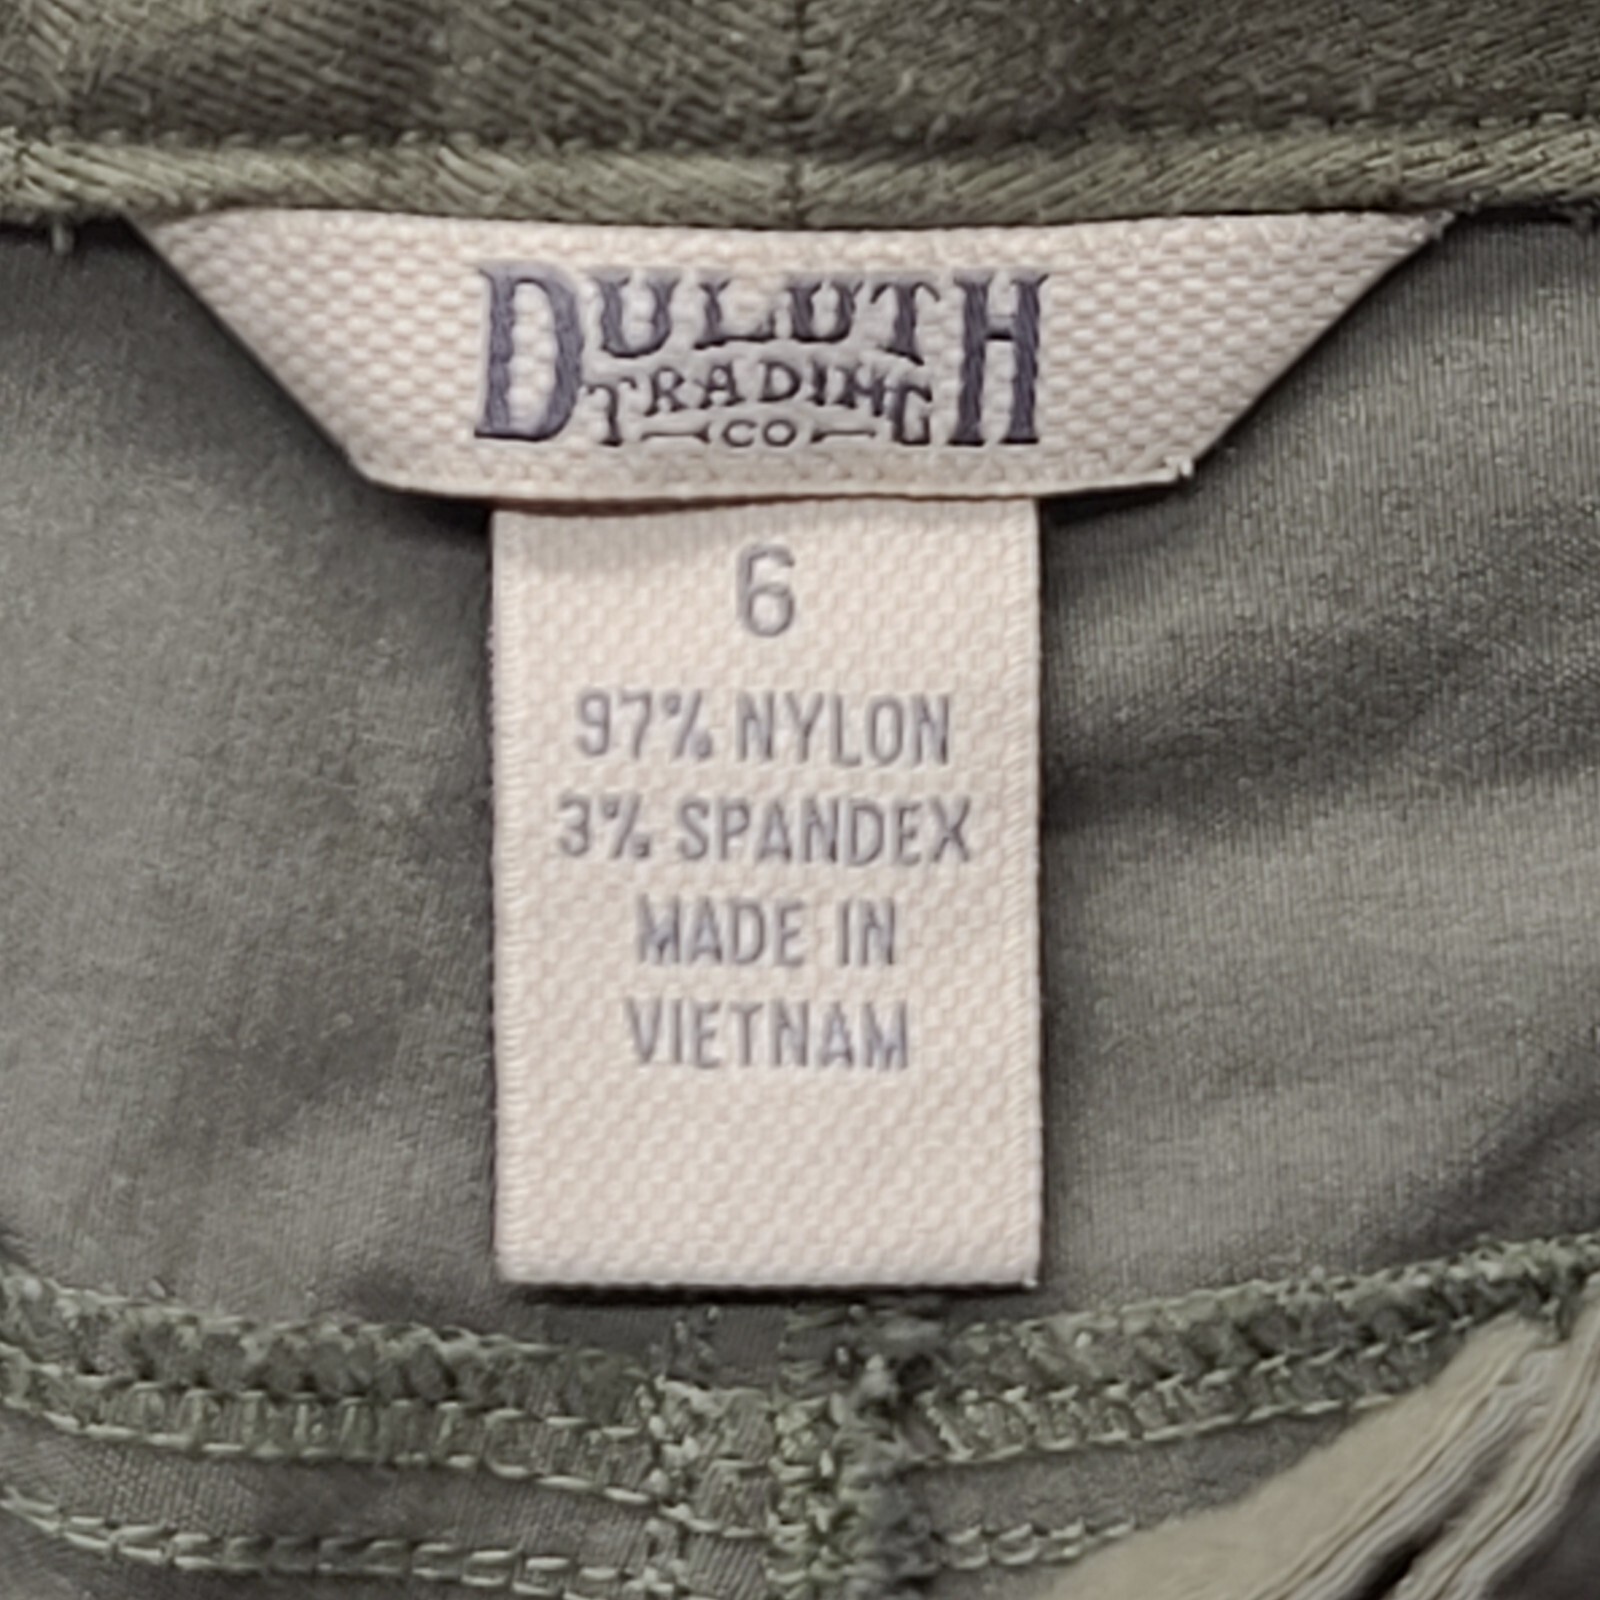 DULUTH
TRADING
CO
6
97% NYLON
3% SPANDEX
MADE IN
VIETNAM